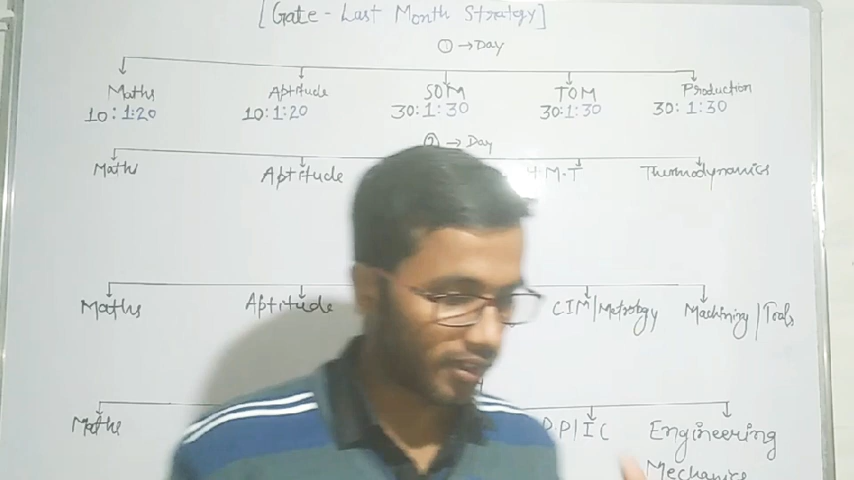 [Gate - Last Month Strategy]
① → Day
Maths Aptitude SOM TOM Production
10:1:20 10:1:20 30:1:30 30:1:30 30:1:30
② → Day
Maths Aptitude H.M.T Thermodynamics
Maths Aptitude CIM/Metrology Machining/Tools
Maths PP/IC Engineering
Mechanics